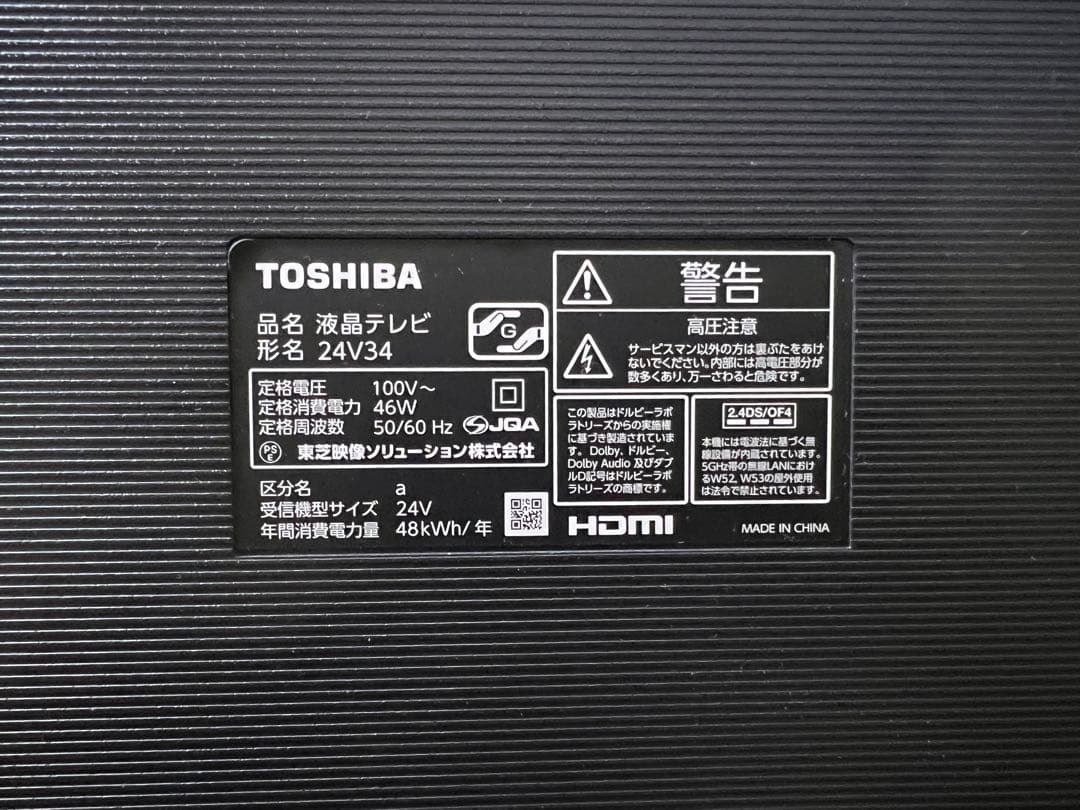 TOSHIBA
品名 液晶テレビ
形名 24V34
G
定格電圧 100V～
定格消費電力 46W
定格周波数 50/60 Hz
JQA
PS
E
東芝映像ソリューション株式会社
区分名 a
受信機型サイズ 24V
年間消費電力量 48kWh/年
警告
高圧注意
サービスマン以外の方は裏ぶたをあけ
ないでください。内部には高電圧部分が
数多くあり、万一さわると危険です。
この製品はドルビーラボ
ラトリーズからの実施権
に基づき製造されていま
す。Dolby、ドルビー、
Dolby Audio 及びダブ
ルD記号はドルビーラボ
ラトリーズの商標です。
2.4DS/OF4
本機には電波法に基づく無
線設備が内蔵されています。
5GHz帯の無線LANにおけ
るW52, W53の屋外使用
は法令で禁止されています。
HDMI
MADE IN CHINA